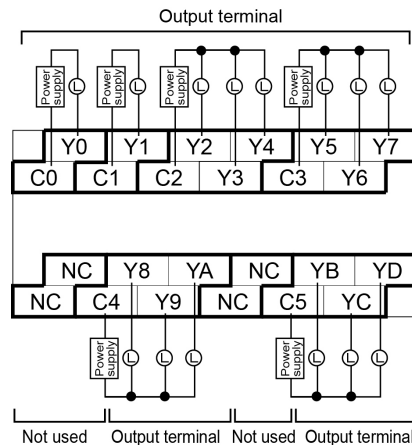 Output terminal
Power supply L Power supply L Power supply L L L Power supply L L L
Y0 Y1 Y2 Y4 Y5 Y7
C0 C1 C2 Y3 C3 Y6
NC Y8 YA NC YB YD
NC C4 Y9 NC C5 YC
Power supply L L L Power supply L L L
Not used Output terminal Not used Output terminal